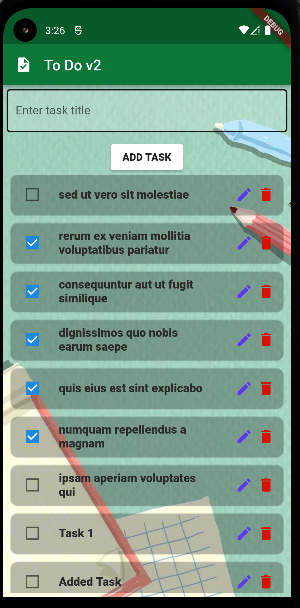 3:26
DEBUG
To Do v2
Enter task title
ADD TASK
sed ut vero sit molestiae
rerum ex veniam mollitia
voluptatibus pariatur
consequuntur aut ut fugit
similique
dignissimos quo nobis
earum saepe
quis eius est sint explicabo
numquam repellendus a
magnam
ipsam aperiam voluptates
qui
Task 1
Added Task